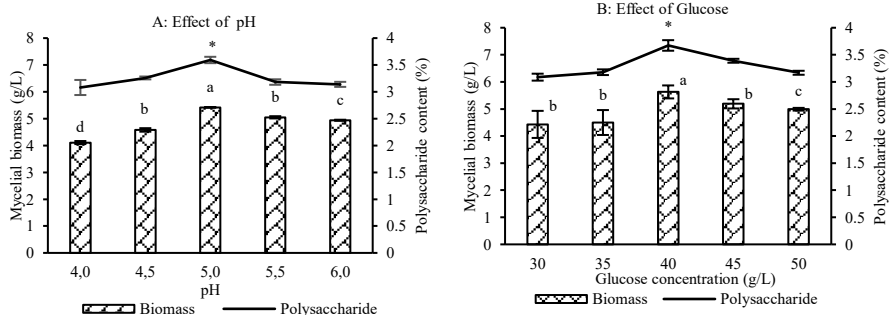 A: Effect of pH
Mycelial biomass (g/L)
8
7
6
5
4
3
2
1
0
d
b
a
b
c
*
4
3.5
3
2.5
2
1.5
1
0.5
0
Polysaccharide content (%)
4,0 4,5 5,0 5,5 6,0
pH
Biomass Polysaccharide
B: Effect of Glucose
Mycelial biomass (g/L)
8
7
6
5
4
3
2
1
0
b
b
a
b
c
*
4
3.5
3
2.5
2
1.5
1
0.5
0
Polysaccharide content (%)
30 35 40 45 50
Glucose concentration (g/L)
Biomass Polysaccharide